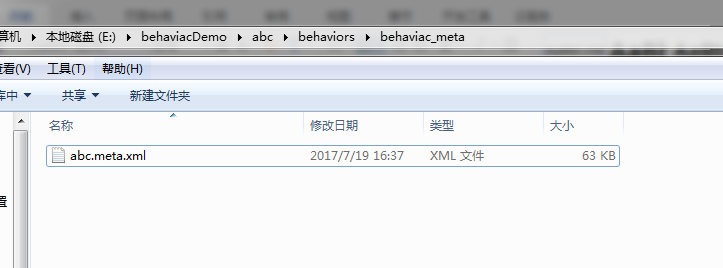 算机 ▸ 本地磁盘 (E:) ▸ behaviacDemo ▸ abc ▸ behaviors ▸ behaviac_meta
查看(V) 工具(T) 帮助(H)
库中 共享 新建文件夹
名称 修改日期 类型 大小
abc.meta.xml 2017/7/19 16:37 XML 文件 63 KB
置